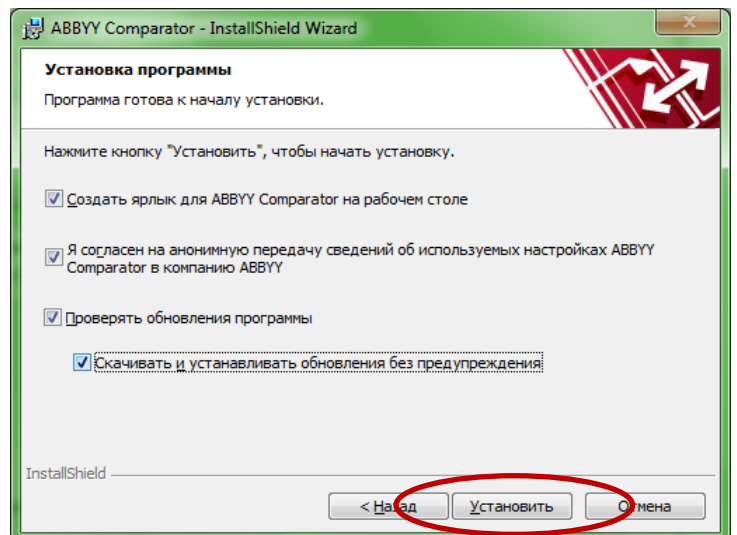 ABBYY Comparator - InstallShield Wizard
Установка программы
Программа готова к началу установки.
Нажмите кнопку "Установить", чтобы начать установку.
Создать ярлык для ABBYY Comparator на рабочем столе
Я согласен на анонимную передачу сведений об используемых настройках ABBYY
Comparator в компанию ABBYY
Проверять обновления программы
Скачивать и устанавливать обновления без предупреждения
InstallShield
< Назад Установить Отмена